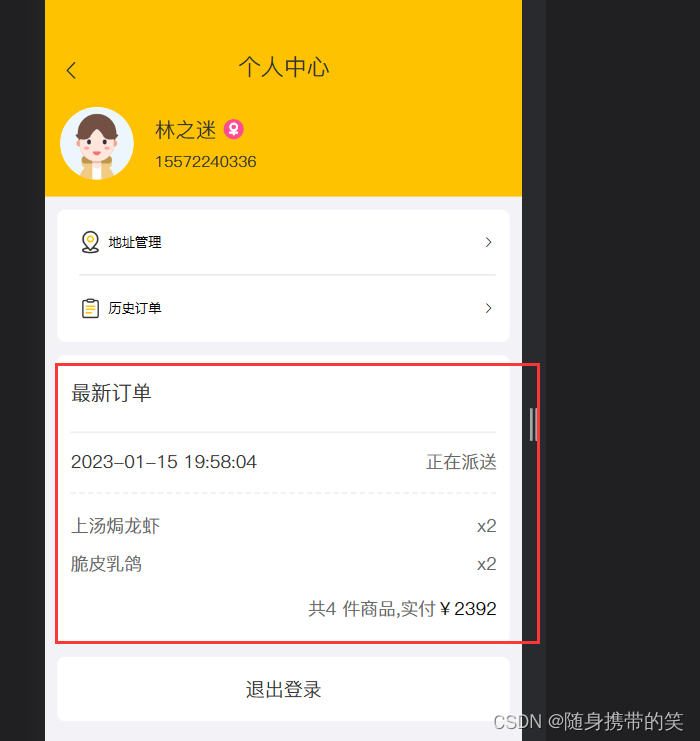 个人中心
林之迷
15572240336
地址管理
历史订单
最新订单
2023-01-15 19:58:04 正在派送
上汤焗龙虾 x2
脆皮乳鸽 x2
共4 件商品,实付￥2392
退出登录
CSDN @随身携带的笑